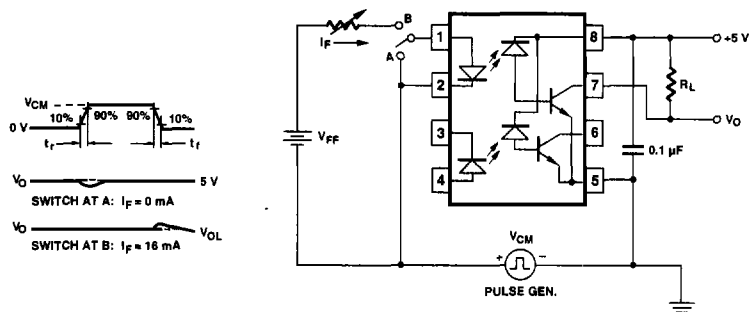 V_CM
0 V
10%
90%
90%
10%
t_r
t_f
V_O
5 V
SWITCH AT A: I_F = 0 mA
V_O
V_OL
SWITCH AT B: I_F = 16 mA
I_F
B
A
V_FF
1
2
3
4
8
7
6
5
+5 V
R_L
V_O
0.1 µF
V_CM
+
−
PULSE GEN.